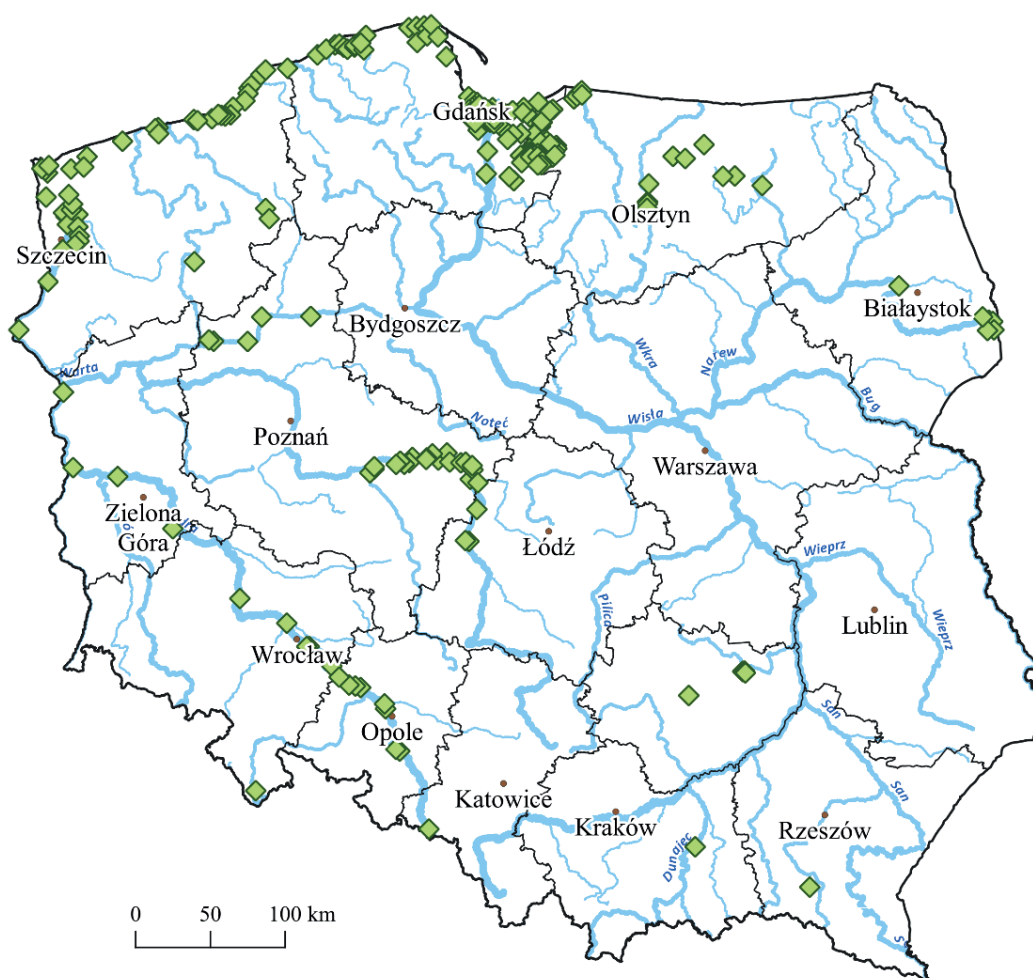 Gdańsk
Olsztyn
Szczecin
Białaystok
Bydgoszcz
Wkra
Narew
Warta
Bug
Noteć
Wisła
Poznań
Warszawa
Zielona
Góra
Łódź
Wieprz
Pilica
Lublin
Wieprz
Wrocław
San
Opole
Katowice
San
Kraków
Rzeszów
Dunajec
0 50 100 km